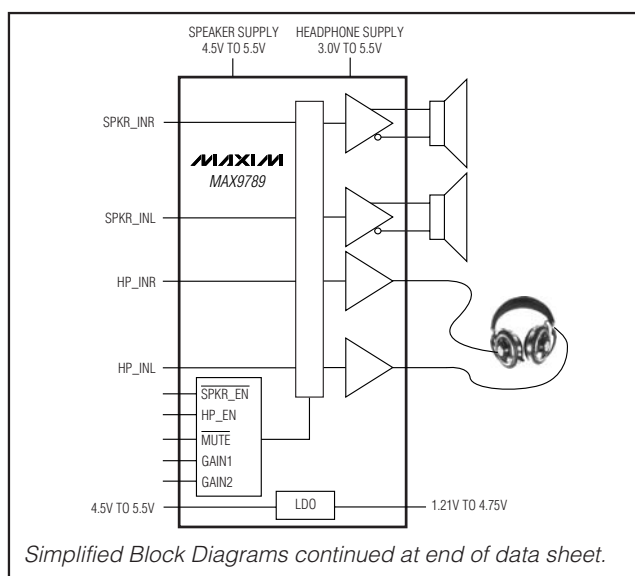 SPEAKER SUPPLY
4.5V TO 5.5V
HEADPHONE SUPPLY
3.0V TO 5.5V
SPKR_INR
MAXIM
MAX9789
SPKR_INL
HP_INR
HP_INL
SPKR_EN
HP_EN
MUTE
GAIN1
GAIN2
4.5V TO 5.5V
LDO
1.21V TO 4.75V
Simplified Block Diagrams continued at end of data sheet.